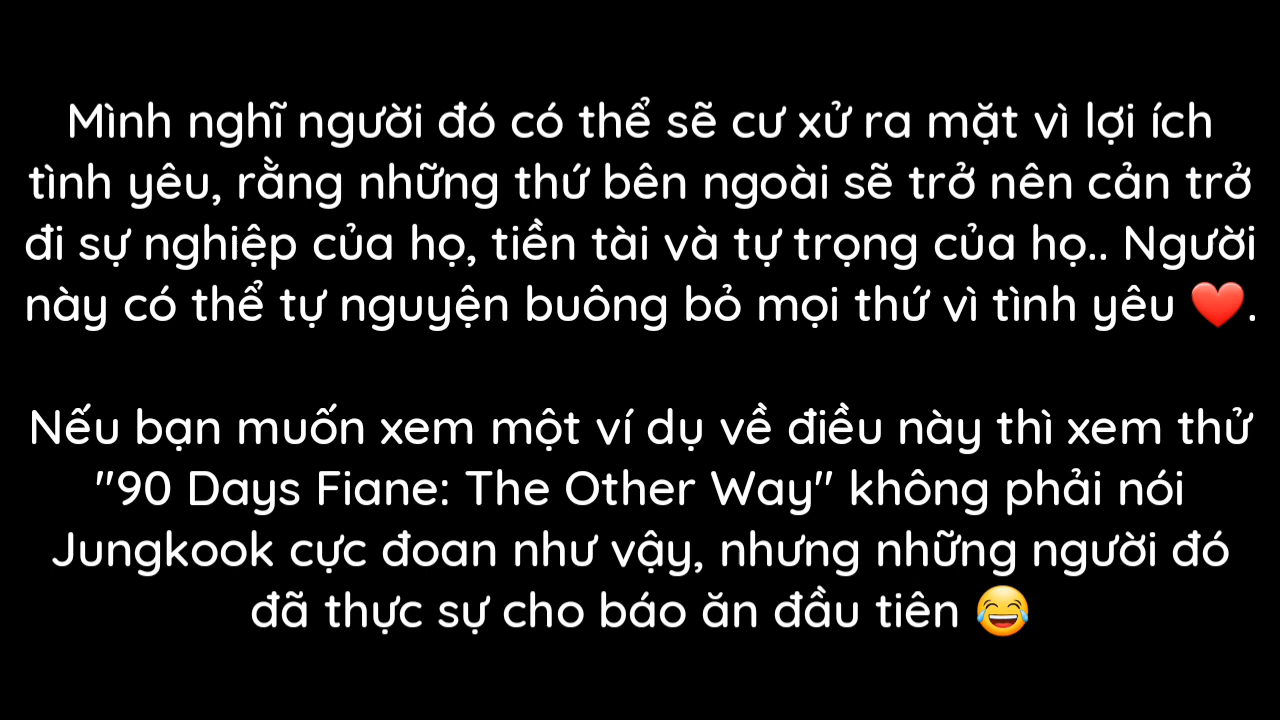 Mình nghĩ người đó có thể sẽ cư xử ra mặt vì lợi ích
tình yêu, rằng những thứ bên ngoài sẽ trở nên cản trở
đi sự nghiệp của họ, tiền tài và tự trọng của họ.. Người
này có thể tự nguyện buông bỏ mọi thứ vì tình yêu ❤️.
Nếu bạn muốn xem một ví dụ về điều này thì xem thử
"90 Days Fiane: The Other Way" không phải nói
Jungkook cực đoan như vậy, nhưng những người đó
đã thực sự cho báo ăn đầu tiên 😂